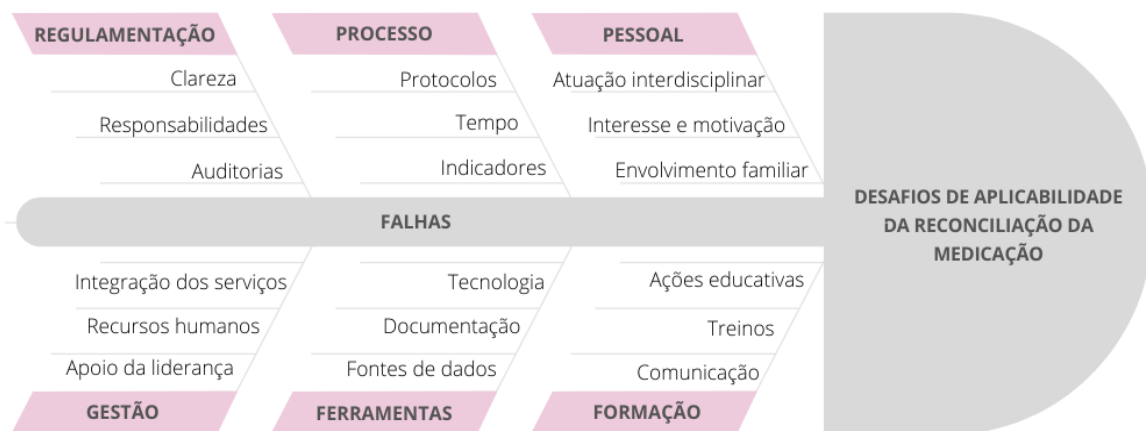 REGULAMENTAÇÃO
Clareza
Responsabilidades
Auditorias
PROCESSO
Protocolos
Tempo
Indicadores
PESSOAL
Atuação interdisciplinar
Interesse e motivação
Envolvimento familiar
FALHAS
DESAFIOS DE APLICABILIDADE
DA RECONCILIAÇÃO DA
MEDICAÇÃO
Integração dos serviços
Recursos humanos
Apoio da liderança
GESTÃO
Tecnologia
Documentação
Fontes de dados
FERRAMENTAS
Ações educativas
Treinos
Comunicação
FORMAÇÃO